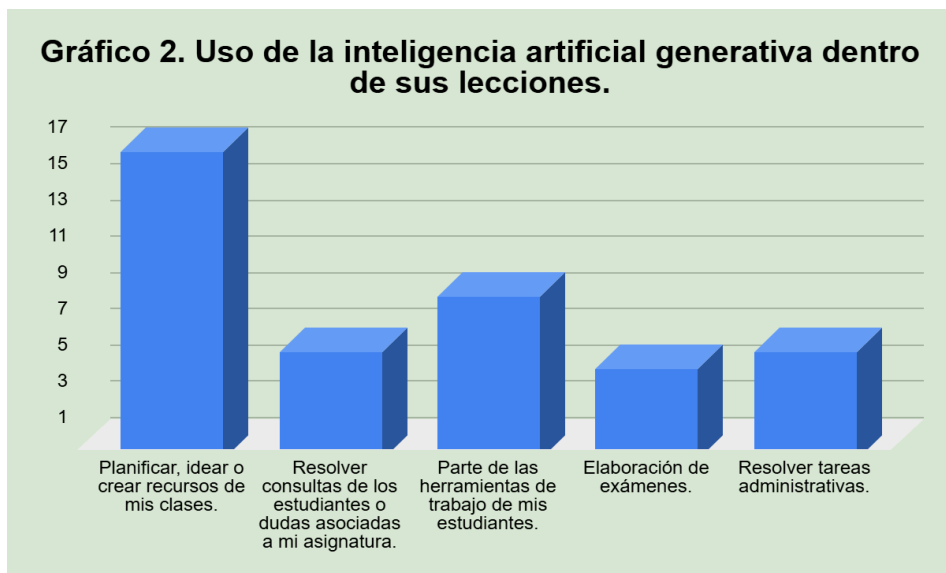 Gráfico 2. Uso de la inteligencia artificial generativa dentro
de sus lecciones.
17
15
13
11
9
7
5
3
1
Planificar, idear o
crear recursos de
mis clases.
Resolver
consultas de los
estudiantes o
dudas asociadas
a mi asignatura.
Parte de las
herramientas de
trabajo de mis
estudiantes.
Elaboración de
exámenes.
Resolver tareas
administrativas.